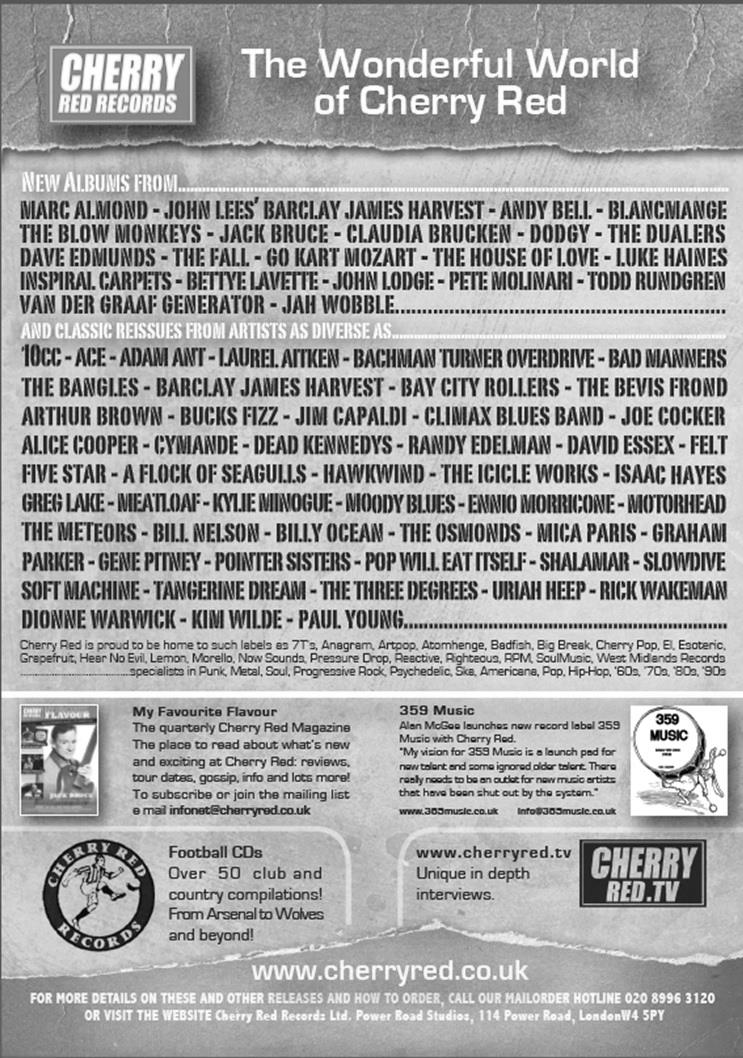 CHERRY
RED RECORDS
The Wonderful World
of Cherry Red
NEW ALBUMS FROM...................................................
MARC ALMOND - JOHN LEES' BARCLAY JAMES HARVEST - ANDY BELL - BLANCMANGE
THE BLOW MONKEYS - JACK BRUCE - CLAUDIA BRUCKEN - DODGY - THE DUALERS
DAVE EDMUNDS - THE FALL - GO KART MOZART - THE HOUSE OF LOVE - LUKE HAINES
INSPIRAL CARPETS - BETTYE LAVETTE - JOHN LODGE - PETE MOLINARI - TODD RUNDGREN
VAN DER GRAAF GENERATOR - JAH WOBBLE...................................................
AND CLASSIC REISSUES FROM ARTISTS AS DIVERSE AS...................................................
'10CC - ACE - ADAM ANT - LAUREL AITKEN - BACHMAN TURNER OVERDRIVE - BAD MANNERS
THE BANGLES - BARCLAY JAMES HARVEST - BAY CITY ROLLERS - THE BEVIS FROND
ARTHUR BROWN - BUCKS FIZZ - JIM CAPALDI - CLIMAX BLUES BAND - JOE COCKER
ALICE COOPER - CYMANDE - DEAD KENNEDYS - RANDY EDELMAN - DAVID ESSEX - FELT
FIVE STAR - A FLOCK OF SEAGULLS - HAWKWIND - THE ICICLE WORKS - ISAAC HAYES
GREG LAKE - MEATLOAF - KYLIE MINOGUE - MOODY BLUES - ENNIO MORRICONE - MOTORHEAD
THE METEORS - BILL NELSON - BILLY OCEAN - THE OSMONDS - MICA PARIS - GRAHAM
PARKER - GENE PITNEY - POINTER SISTERS - POP WILL EAT ITSELF - SHALAMAR - SLOWDIVE
SOFT MACHINE - TANGERINE DREAM - THE THREE DEGREES - URIAH HEEP - RICK WAKEMAN
DIONNE WARWICK - KIM WILDE - PAUL YOUNG...................................................
Cherry Red is proud to be home to such labels as 7T's, Anagram, Artpop, Atomhenge, Badfish, Big Break, Cherry Pop, El, Esoteric,
Grapefruit, Hear No Evil, Lemon, Morello, Now Sounds, Pressure Drop, Reactive, Righteous, RPM, SoulMusic, West Midlands Records
..............................specialists in Punk, Metal, Soul, Progressive Rock, Psychedelic, Ska, Americana, Pop, Hip-Hop, '60s, '70s, '80s, '90s
FLAVOUR
JACK BRUCE
My Favourite Flavour
The quarterly Cherry Red Magazine
The place to read about what's new
and exciting at Cherry Red: reviews,
tour dates, gossip, info and lots more!
To subscribe or join the mailing list
e mail infonet@cherryred.co.uk
359 Music
Alan McGee launches new record label 359
Music with Cherry Red.
"My vision for 359 Music is a launch pad for
new talent and some ignored older talent. There
really needs to be an outlet for new music artists
that have been shut out by the system."
www.365music.co.uk info@365music.co.uk
359
MUSIC
CHERRY RED
RECORDS
Football CDs
Over 50 club and
country compilations!
From Arsenal to Wolves
and beyond!
www.cherryred.tv
Unique in depth
interviews.
CHERRY
RED.TV
www.cherryred.co.uk
FOR MORE DETAILS ON THESE AND OTHER RELEASES AND HOW TO ORDER, CALL OUR MAILORDER HOTLINE 020 8996 3120
OR VISIT THE WEBSITE Cherry Red Records Ltd. Power Road Studios, 114 Power Road, LondonW4 5PY